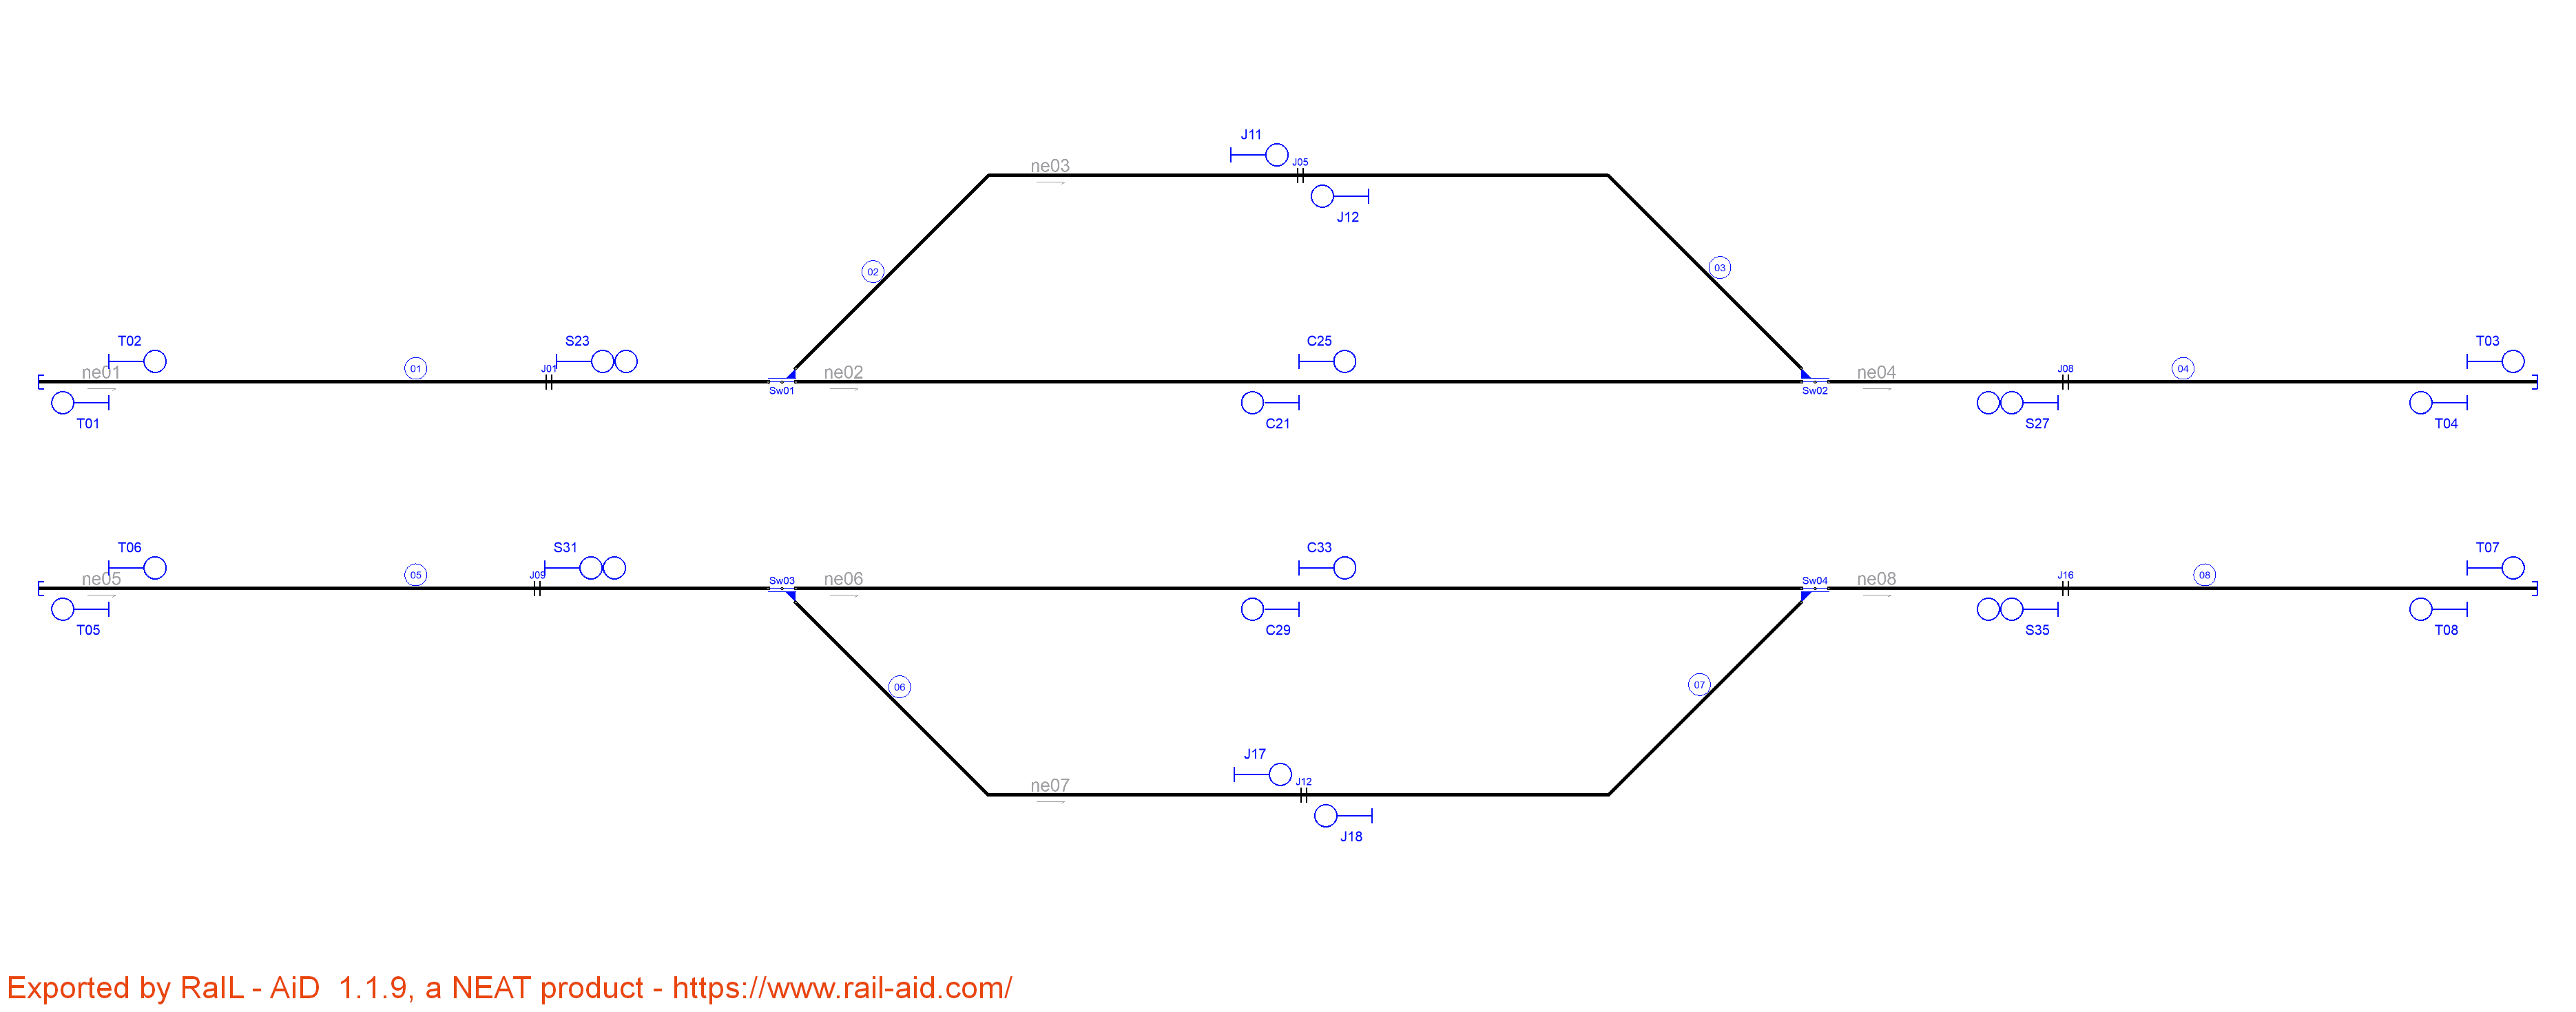 J11
J05
ne03
J12
02
03
T02
S23
C25
T03
ne01
01
J01
ne02
ne04
J08
04
Sw01
Sw02
T01
C21
S27
T04
T06
S31
C33
T07
ne05
05
J09
Sw03
ne06
Sw04
ne08
J16
08
T05
C29
S35
T08
06
07
J17
J12
ne07
J18
Exported by RaIL - AiD 1.1.9, a NEAT product - https://www.rail-aid.com/